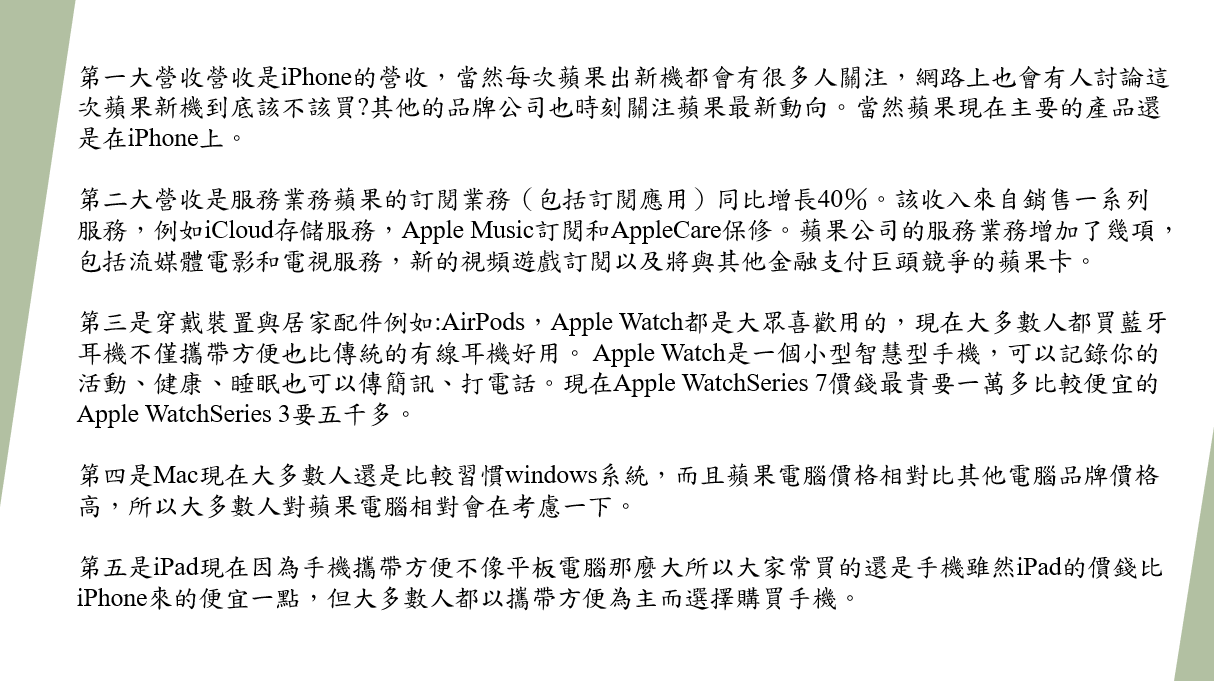 第一大營收營收是iPhone的營收，當然每次蘋果出新機都會有很多人關注，網路上也會有人討論這
次蘋果新機到底該不該買?其他的品牌公司也時刻關注蘋果最新動向。當然蘋果現在主要的產品還
是在iPhone上。
第二大營收是服務業務蘋果的訂閱業務（包括訂閱應用）同比增長40％。該收入來自銷售一系列
服務，例如iCloud存儲服務，Apple Music訂閱和AppleCare保修。蘋果公司的服務業務增加了幾項，
包括流媒體電影和電視服務，新的視頻遊戲訂閱以及將與其他金融支付巨頭競爭的蘋果卡。
第三是穿戴裝置與居家配件例如:AirPods，Apple Watch都是大眾喜歡用的，現在大多數人都買藍牙
耳機不僅攜帶方便也比傳統的有線耳機好用。 Apple Watch是一個小型智慧型手機，可以記錄你的
活動、健康、睡眠也可以傳簡訊、打電話。現在Apple WatchSeries 7價錢最貴要一萬多比較便宜的
Apple WatchSeries 3要五千多。
第四是Mac現在大多數人還是比較習慣windows系統，而且蘋果電腦價格相對比其他電腦品牌價格
高，所以大多數人對蘋果電腦相對會在考慮一下。
第五是iPad現在因為手機攜帶方便不像平板電腦那麼大所以大家常買的還是手機雖然iPad的價錢比
iPhone來的便宜一點，但大多數人都以攜帶方便為主而選擇購買手機。